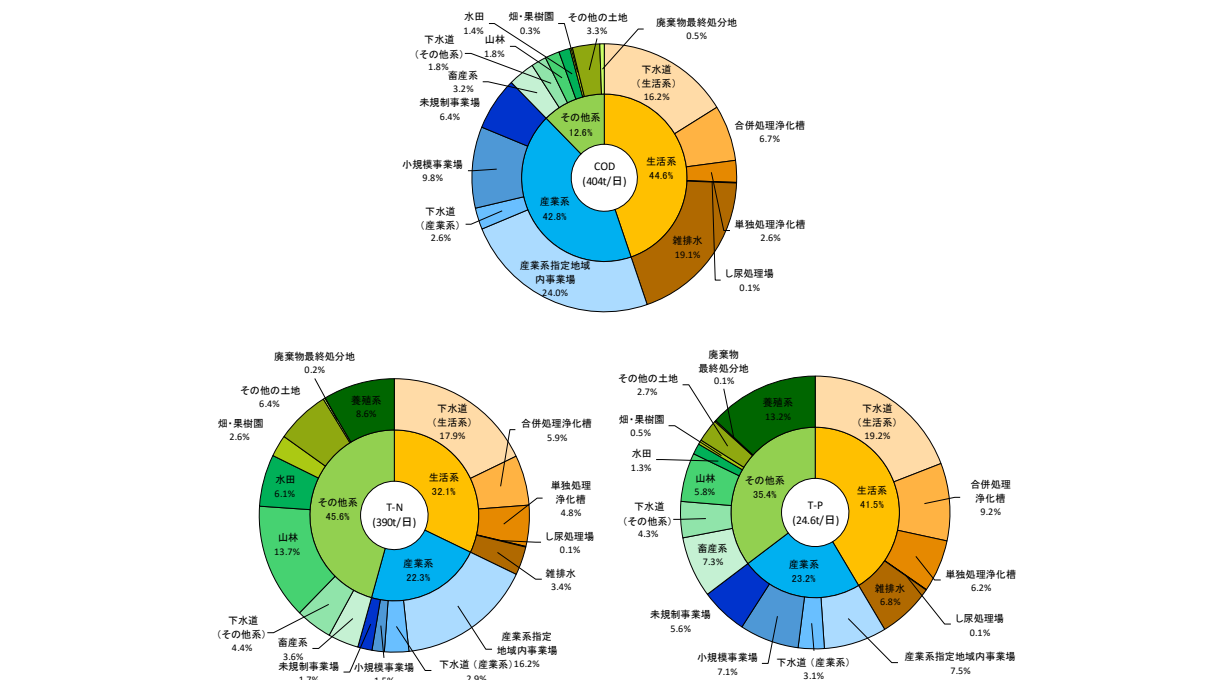 水田
1.4%
畑・果樹園
0.3%
その他の土地
3.3%
廃棄物最終処分地
0.5%
下水道
（その他系）
1.8%
山林
1.8%
畜産系
3.2%
未規制事業場
6.4%
小規模事業場
9.8%
下水道
（産業系）
2.6%
下水道
（生活系）
16.2%
合併処理浄化槽
6.7%
単独処理浄化槽
2.6%
し尿処理場
0.1%
雑排水
19.1%
産業系指定地域
内事業場
24.0%
その他系
12.6%
生活系
44.6%
産業系
42.8%
COD
(404t/日)
廃棄物最終処分地
0.2%
その他の土地
6.4%
畑・果樹園
2.6%
水田
6.1%
山林
13.7%
下水道
（その他系）
4.4%
畜産系
3.6%
未規制事業場
1.7%
小規模事業場
1.5%
下水道（産業系）
2.9%
産業系指定
地域内事業場
16.2%
雑排水
3.4%
し尿処理場
0.1%
単独処理
浄化槽
4.8%
合併処理浄化槽
5.9%
下水道
（生活系）
17.9%
養殖系
8.6%
その他系
45.6%
生活系
32.1%
産業系
22.3%
T-N
(390t/日)
廃棄物
最終処分地
0.1%
その他の土地
2.7%
畑・果樹園
0.5%
水田
1.3%
山林
5.8%
下水道
（その他系）
4.3%
畜産系
7.3%
未規制事業場
5.6%
小規模事業場
7.1%
下水道（産業系）
3.1%
産業系指定地域内事業場
7.5%
雑排水
6.8%
し尿処理場
0.1%
単独処理浄化槽
6.2%
合併処理
浄化槽
9.2%
下水道
（生活系）
19.2%
養殖系
13.2%
その他系
35.4%
生活系
41.5%
産業系
23.2%
T-P
(24.6t/日)